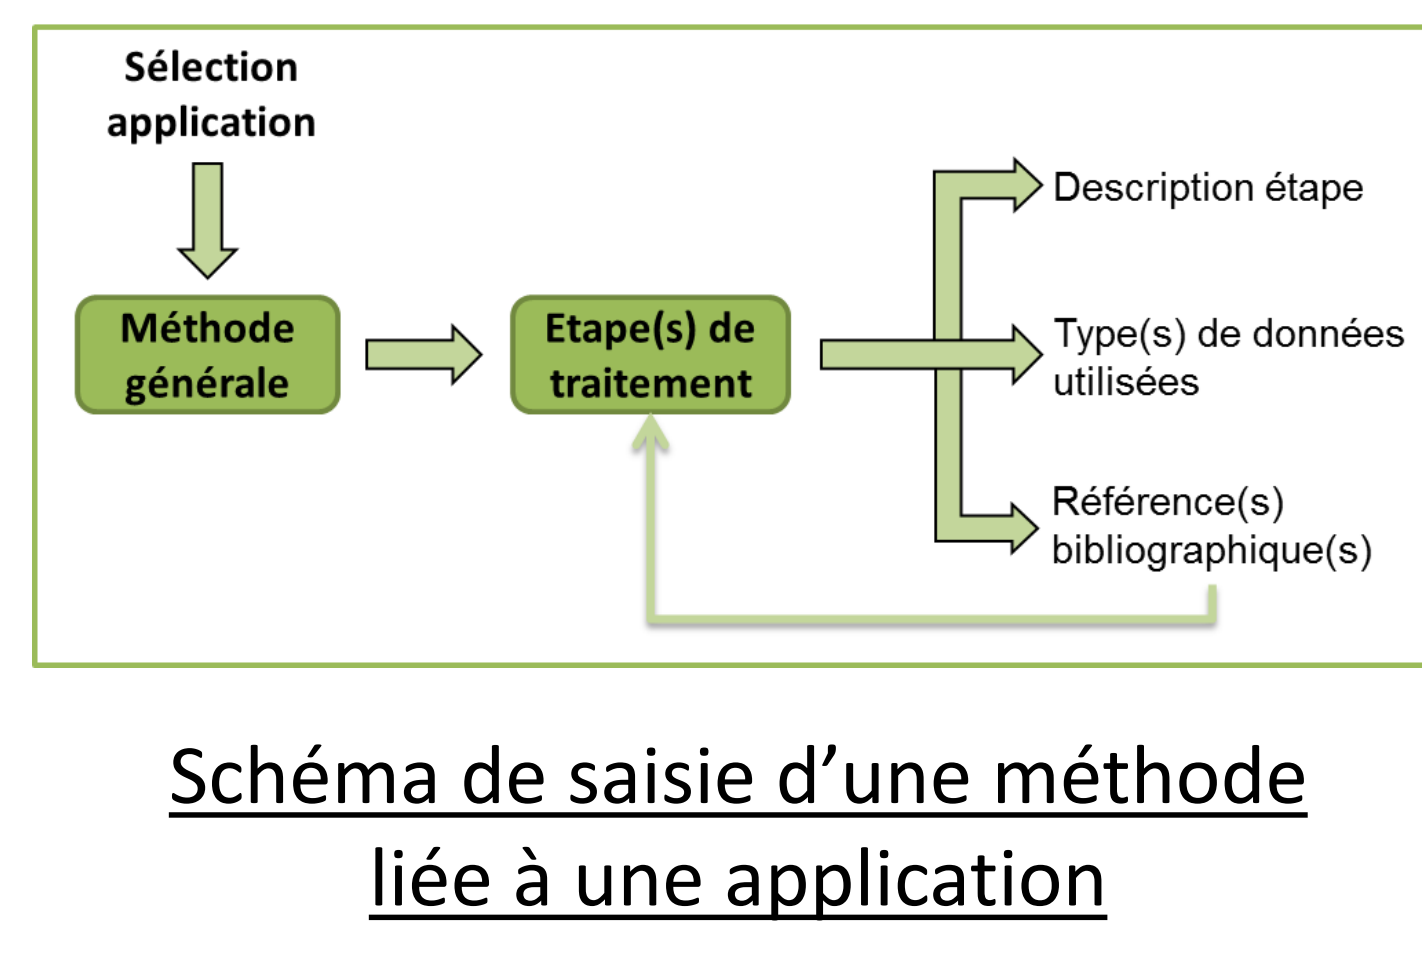 Sélection
application
Méthode
générale
Etape(s) de
traitement
Description étape
Type(s) de données
utilisées
Référence(s)
bibliographique(s)
Schéma de saisie d’une méthode
liée à une application